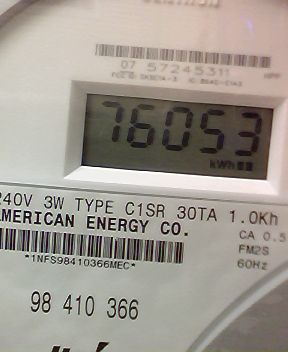 07 57245311
76053
kWh
240V 3W TYPE C1SR 30TA 1.0Kh
AMERICAN ENERGY CO.
CA 0.5
FM2S
*1NFS98410366MEC*
60Hz
98 410 366